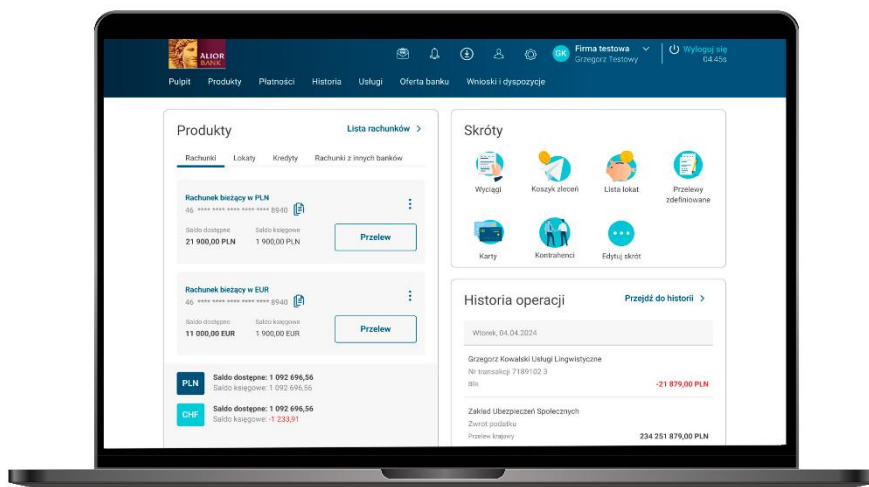 ALIOR
BANK
GK
Firma testowa
Grzegorz Testowy
Wyloguj się
04:45s
Pulpit Produkty Płatności Historia Usługi Oferta banku Wnioski i dyspozycje
Produkty
Lista rachunków >
Rachunki Lokaty Kredyty Rachunki z innych banków
Rachunek bieżący w PLN
46 **** **** **** **** **** 8940
Saldo dostępne Saldo księgowe
21 900,00 PLN 1 900,00 PLN
Przelew
Rachunek bieżący w EUR
46 **** **** **** **** **** 8940
Saldo dostępne Saldo księgowe
11 000,00 EUR 1 900,00 EUR
Przelew
PLN
Saldo dostępne: 1 092 696,56
Saldo księgowe: 1 092 696,56
CHF
Saldo dostępne: 1 092 696,56
Saldo księgowe: -1 233,91
Skróty
Wyciągi Koszyk zleceń Lista lokat Przelewy
zdefiniowane
Karty Kontrahenci Edytuj skrót
Historia operacji
Przejdź do historii >
Wtorek, 04.04.2024
Grzegorz Kowalski Usługi Lingwistyczne
Nr transakcji 7189102 3
Blik -21 879,00 PLN
Zakład Ubezpieczeń Społecznych
Zwrot podatku
Przelew krajowy 234 251 879,00 PLN